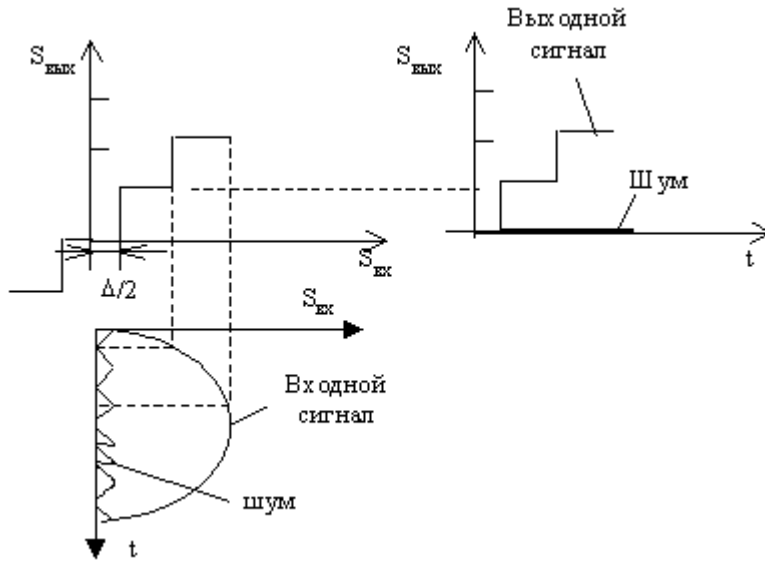 Выходной
сигнал
Sвых
Sвых
Шум
Sвх
t
Δ/2
Sвх
Входной
сигнал
шум
t